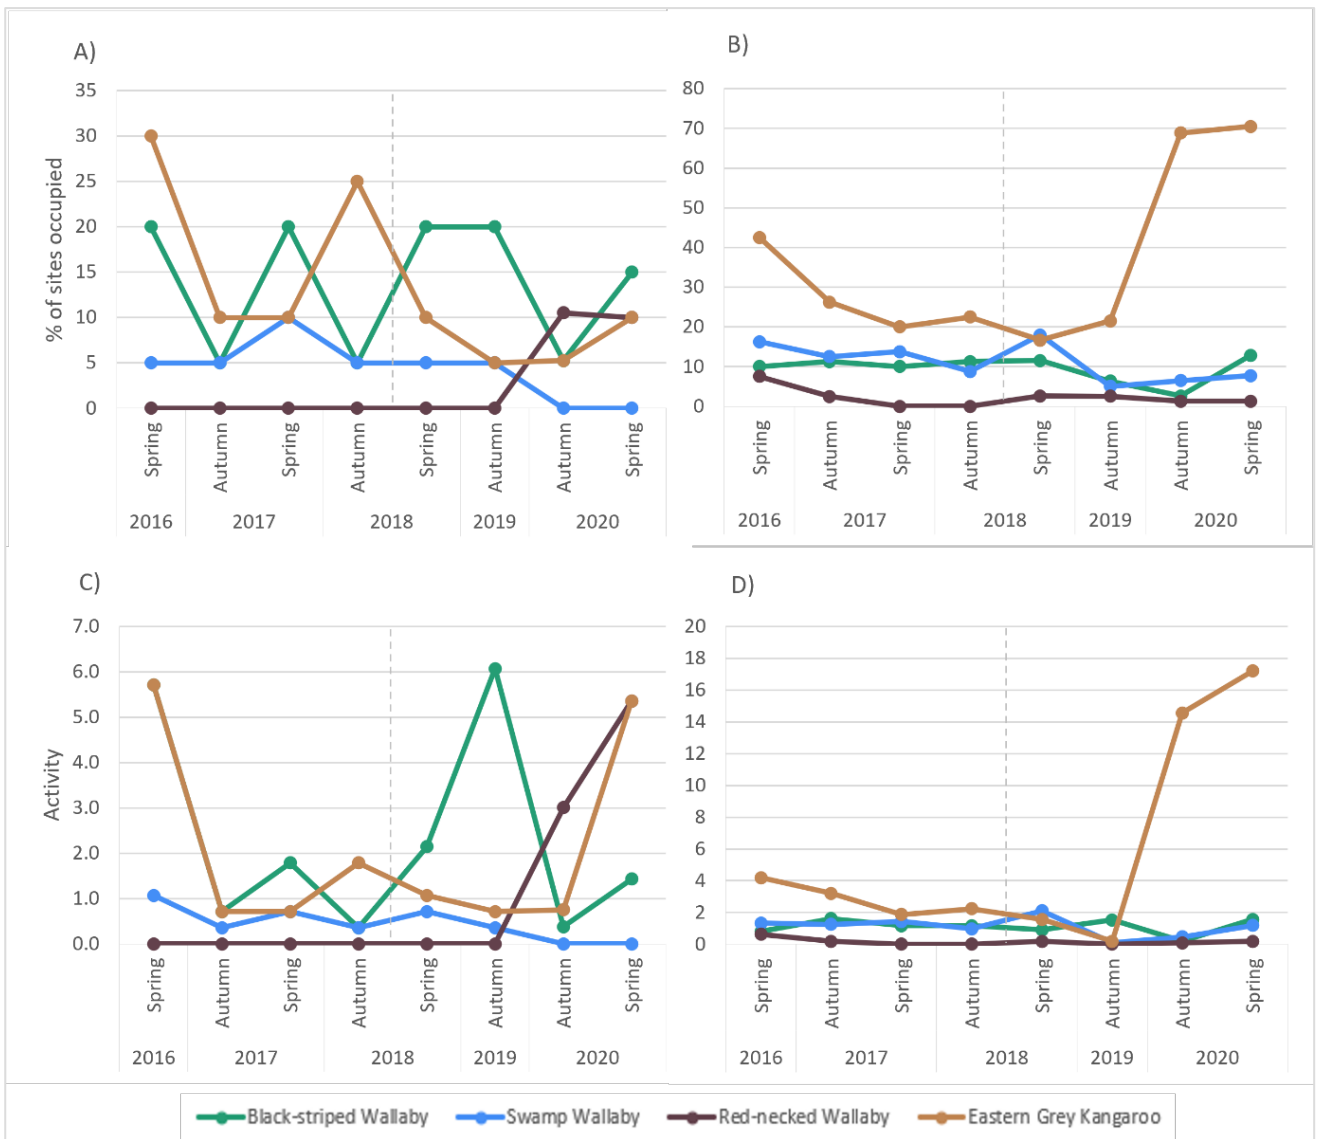 A)
35
30
25
20
15
10
5
0
% of sites occupied
Spring Autumn Spring Autumn Spring Autumn Autumn Spring
2016 2017 2018 2019 2020
B)
80
70
60
50
40
30
20
10
0
Spring Autumn Spring Autumn Spring Autumn Autumn Spring
2016 2017 2018 2019 2020
C)
7.0
6.0
5.0
4.0
3.0
2.0
1.0
0.0
Activity
Spring Autumn Spring Autumn Spring Autumn Autumn Spring
2016 2017 2018 2019 2020
D)
20
18
16
14
12
10
8
6
4
2
0
Spring Autumn Spring Autumn Spring Autumn Autumn Spring
2016 2017 2018 2019 2020
Black-striped Wallaby Swamp Wallaby Red-necked Wallaby Eastern Grey Kangaroo